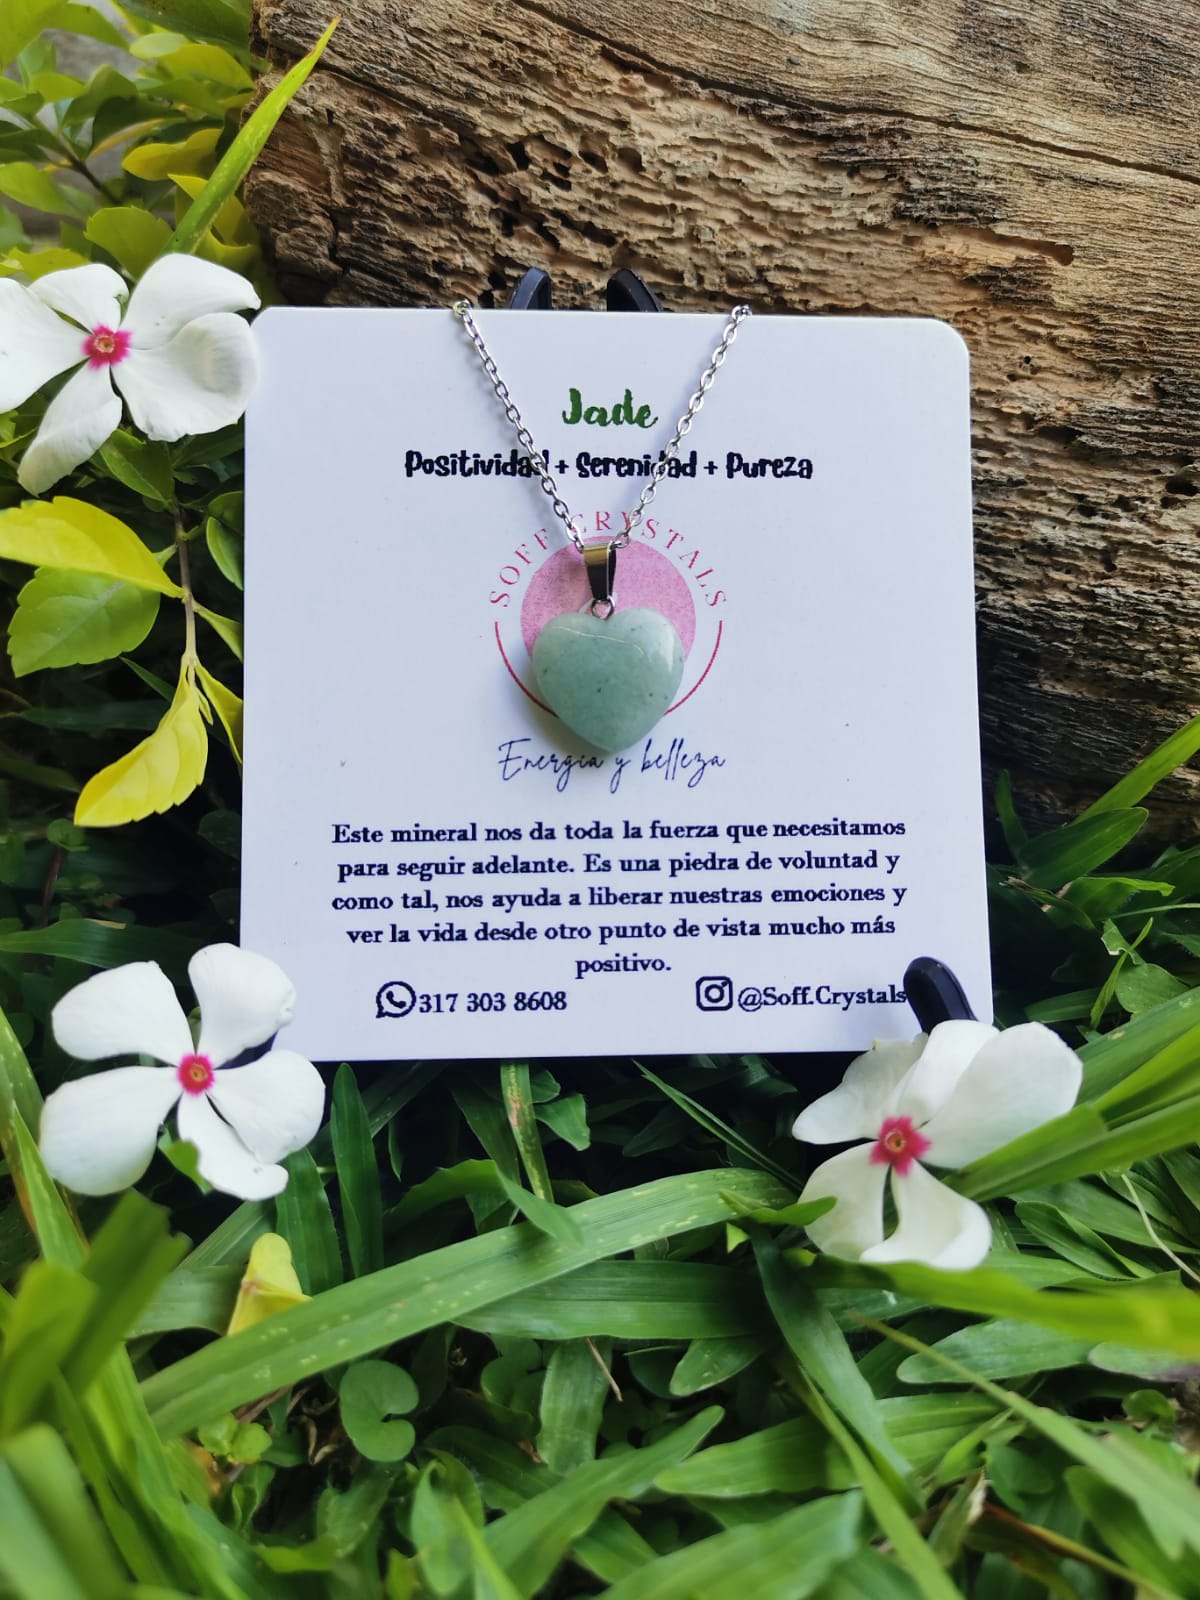 Jade
Positividad + Serenidad + Pureza
SOFF CRYSTALS
Energía y belleza
Este mineral nos da toda la fuerza que necesitamos
para seguir adelante. Es una piedra de voluntad y
como tal, nos ayuda a liberar nuestras emociones y
ver la vida desde otro punto de vista mucho más
positivo.
317 303 8608
@Soff.Crystals